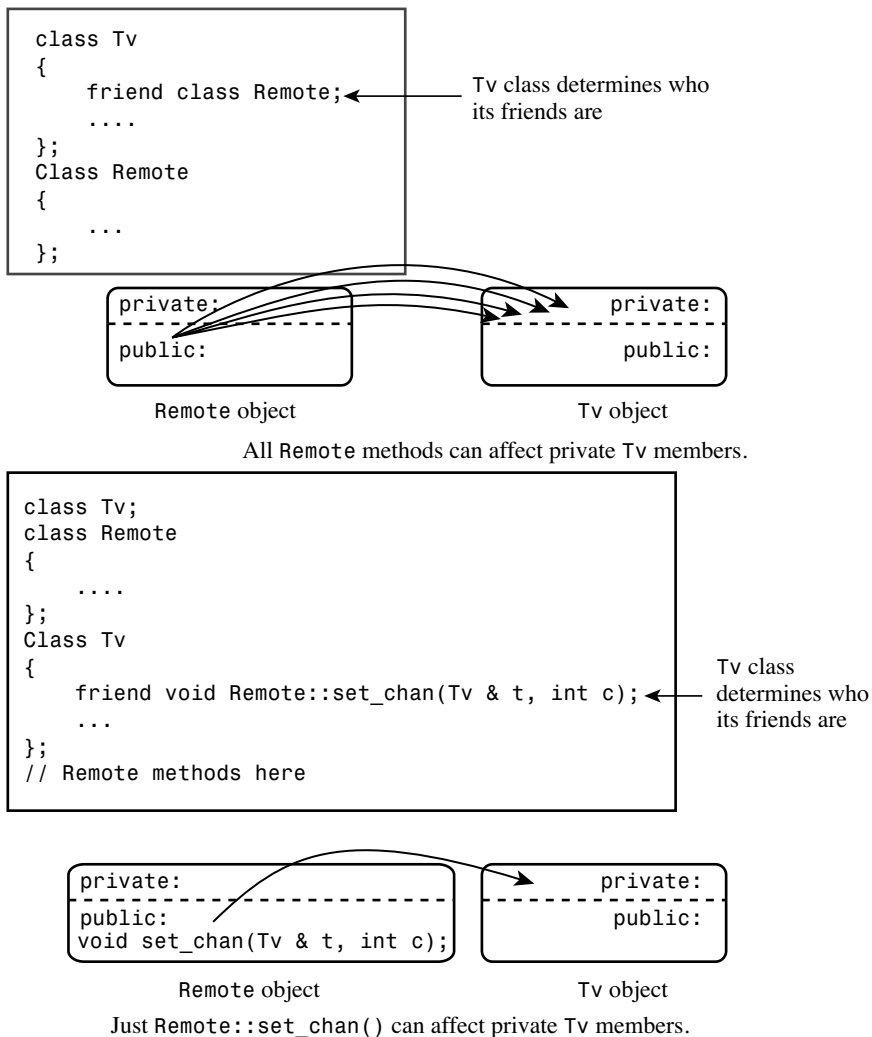 class Tv
{
    friend class Remote;
    ....
};
Class Remote
{
    ...
};
Tv class determines who
its friends are
private:
public:
private:
public:
Remote object
Tv object
All Remote methods can affect private Tv members.
class Tv;
class Remote
{
    ....
};
Class Tv
{
    friend void Remote::set_chan(Tv & t, int c);
    ...
};
// Remote methods here
Tv class
determines who
its friends are
private:
public:
void set_chan(Tv & t, int c);
private:
public:
Remote object
Tv object
Just Remote::set_chan() can affect private Tv members.